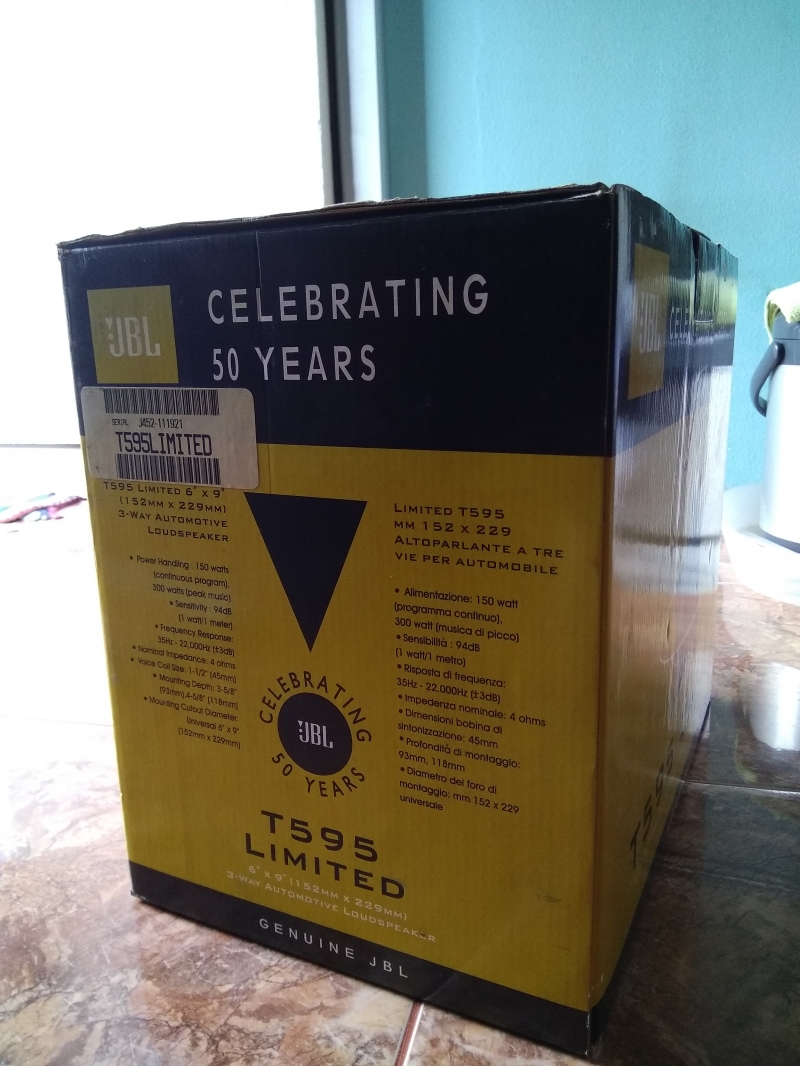 JBL
CELEBRATING
50 YEARS
SERIAL J452-111921
T595LIMITED
T595 LIMITED 6" X 9"
(152MM X 229MM)
3-WAY AUTOMOTIVE
LOUDSPEAKER
• Power Handling : 150 watts
(continuous program),
300 watts (peak music)
• Sensitivity : 94dB
(1 watt/1 meter)
• Frequency Response:
35Hz - 22,000Hz (±3dB)
• Nominal Impedance: 4 ohms
• Voice Coil Size: 1-1/2" (45mm)
• Mounting Depth: 3-5/8"
(93mm),4-5/8" (118mm)
• Mounting Cutout Diameter:
Universal 6" x 9"
(152mm x 229mm)
LIMITED T595
MM 152 X 229
ALTOPARLANTE A TRE
VIE PER AUTOMOBILE
• Alimentazione: 150 watt
(programma continuo),
300 watt (musica di picco)
• Sensibilità : 94dB
(1 watt/1 metro)
• Risposta di frequenza:
35Hz - 22,000Hz (±3dB)
• Impedenza nominale: 4 ohms
• Dimensioni bobina di
sintonizzazione: 45mm
• Profondità di montaggio:
93mm, 118mm
• Diametro del foro di
montaggio: mm 152 x 229
universale
CELEBRATING
JBL
50 YEARS
T595
LIMITED
6" X 9" (152MM X 229MM)
3-WAY AUTOMOTIVE LOUDSPEAKER
GENUINE JBL
JBL
CELE
T595